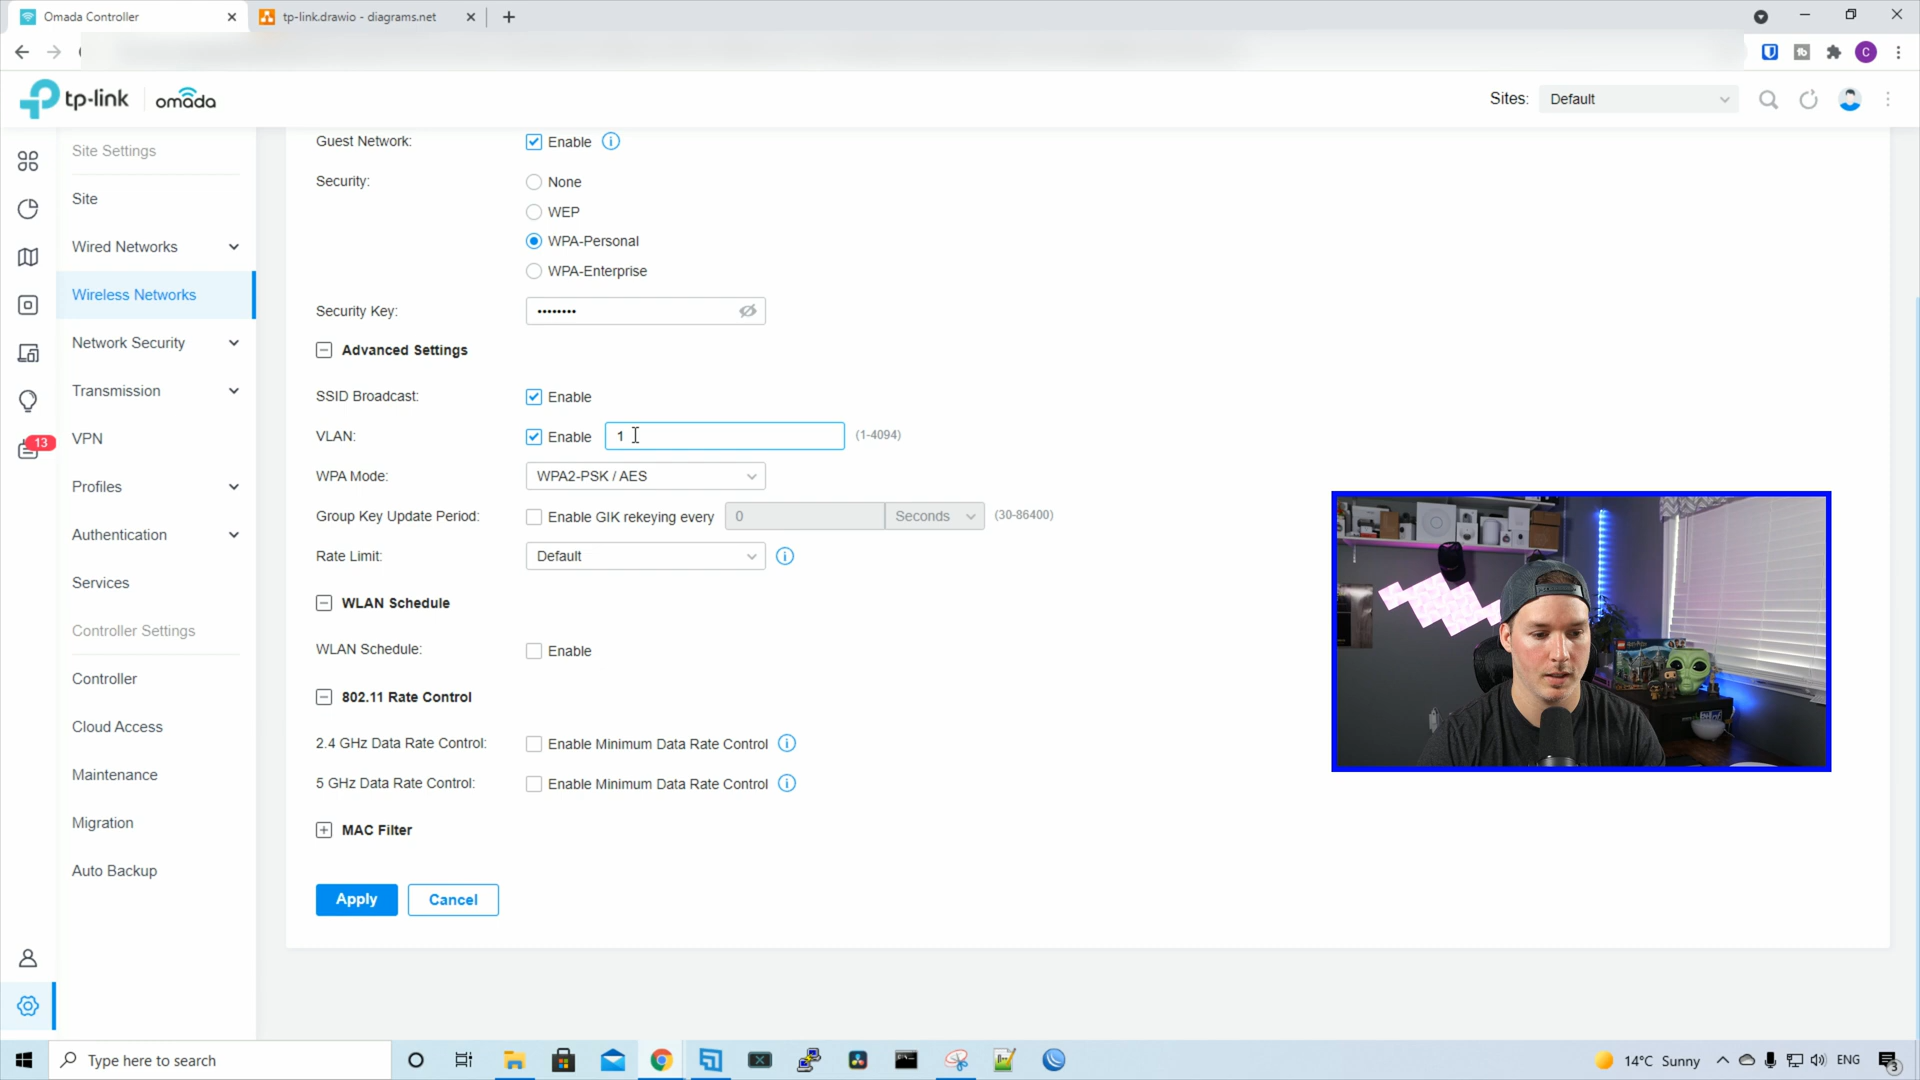 Omada Controller
tp-link.drawio - diagrams.net
C
tp-link
omada
Sites: Default
Site Settings
Site
Wired Networks
Wireless Networks
Network Security
Transmission
VPN
Profiles
Authentication
Services
Controller Settings
Controller
Cloud Access
Maintenance
Migration
Auto Backup
13
Guest Network: Enable
Security: None
WEP
WPA-Personal
WPA-Enterprise
Security Key: ••••••••
Advanced Settings
SSID Broadcast: Enable
VLAN: Enable 1 (1-4094)
WPA Mode: WPA2-PSK / AES
Group Key Update Period: Enable GIK rekeying every 0 Seconds (30-86400)
Rate Limit: Default
WLAN Schedule
WLAN Schedule: Enable
802.11 Rate Control
2.4 GHz Data Rate Control: Enable Minimum Data Rate Control
5 GHz Data Rate Control: Enable Minimum Data Rate Control
MAC Filter
Apply Cancel
Type here to search
14°C Sunny
ENG
3